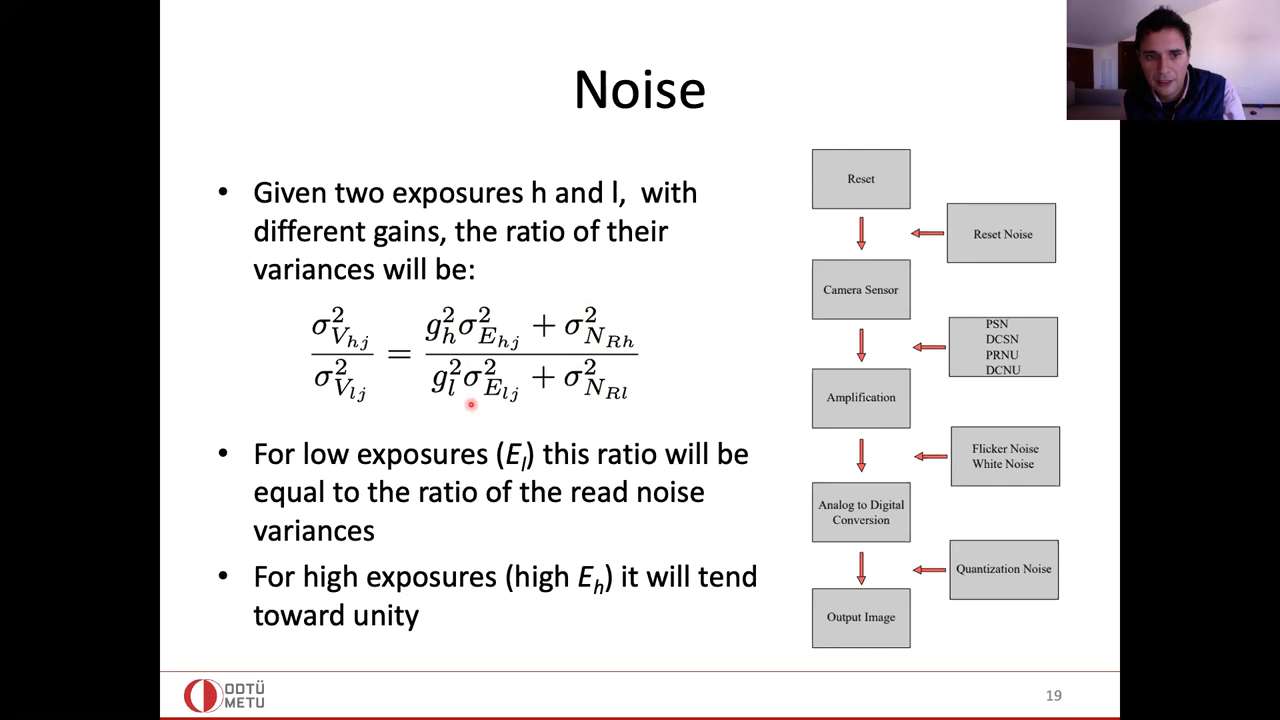 Noise
• Given two exposures h and l, with
different gains, the ratio of their
variances will be:
σ²_{V_{hj}} / σ²_{V_{lj}} = (g²_h σ²_{E_{hj}} + σ²_{N_{Rh}}) / (g²_l σ²_{E_{lj}} + σ²_{N_{Rl}})
• For low exposures (E_l) this ratio will be
equal to the ratio of the read noise
variances
• For high exposures (high E_h) it will tend
toward unity
Reset
Reset Noise
Camera Sensor
PSN
DCSN
PRNU
DCNU
Amplification
Flicker Noise
White Noise
Analog to Digital
Conversion
Quantization Noise
Output Image
ODTÜ
METU
19